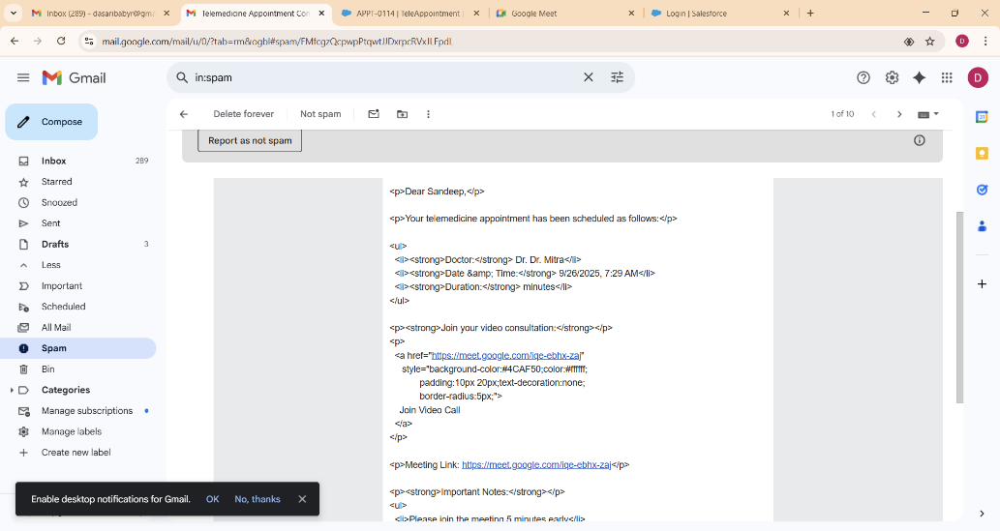 Inbox (289) - dasaribabyr@gma
Telemedicine Appointment Con
APPT-0114 | TeleAppointment |
Google Meet
Login | Salesforce
mail.google.com/mail/u/0/?tab=rm&ogbl#spam/FMfcgzQcpwpPtqwtJJDxrpcRVxJLFpdL
D
Gmail
in:spam
D
Compose
Delete forever
Not spam
1 of 10
Report as not spam
Inbox 289
Starred
Snoozed
Sent
Drafts 3
Less
Important
Scheduled
All Mail
Spam
Bin
Categories
Manage subscriptions
Manage labels
Create new label
<p>Dear Sandeep,</p>
<p>Your telemedicine appointment has been scheduled as follows:</p>
<ul>
<li><strong>Doctor:</strong> Dr. Dr. Mitra</li>
<li><strong>Date &amp; Time:</strong> 9/26/2025, 7:29 AM</li>
<li><strong>Duration:</strong> minutes</li>
</ul>
<p><strong>Join your video consultation:</strong></p>
<p>
<a href="https://meet.google.com/iqe-ebhx-zaj"
style="background-color:#4CAF50;color:#ffffff;
padding:10px 20px;text-decoration:none;
border-radius:5px;">
Join Video Call
</a>
</p>
<p>Meeting Link: https://meet.google.com/iqe-ebhx-zaj</p>
<p><strong>Important Notes:</strong></p>
<ul>
<li>Please join the meeting 5 minutes early</li>
Enable desktop notifications for Gmail. OK No, thanks
31